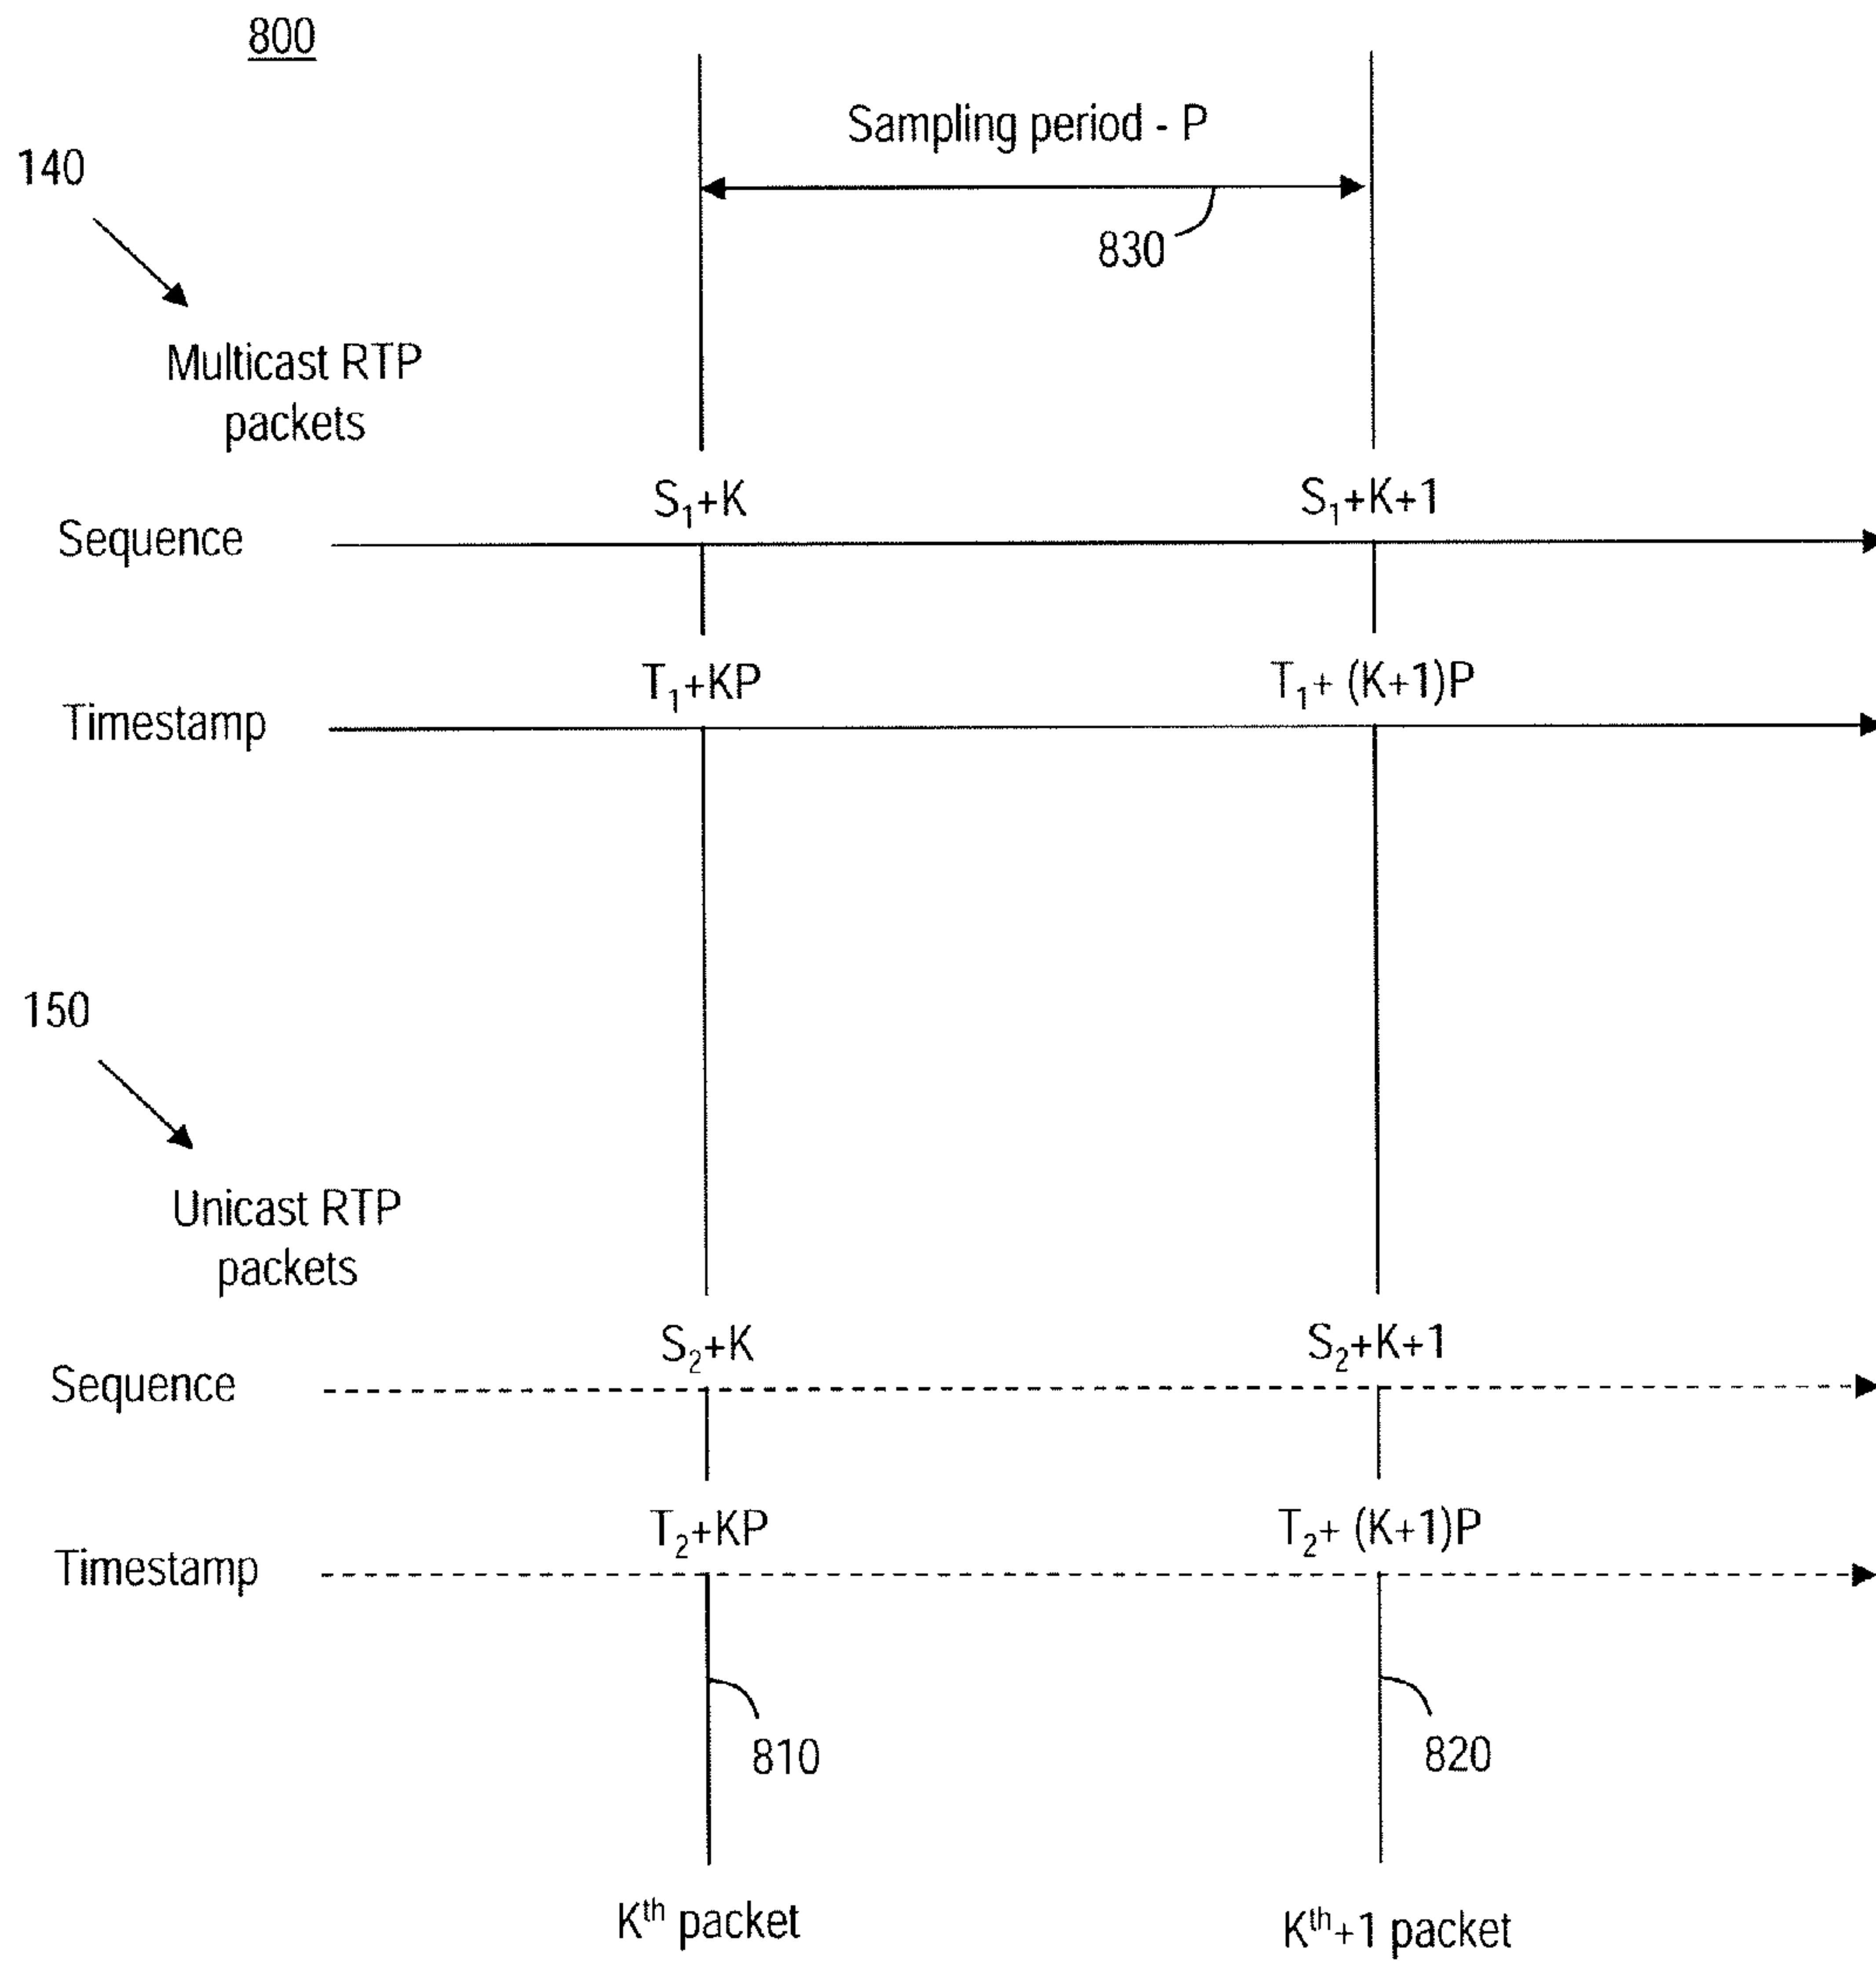 800
Sampling period - P
140
830
Multicast RTP
packets
S₁+K
S₁+K+1
Sequence
T₁+KP
T₁+ (K+1)P
Timestamp
150
Unicast RTP
packets
S₂+K
S₂+K+1
Sequence
T₂+KP
T₂+ (K+1)P
Timestamp
810
820
Kᵗʰ packet
Kᵗʰ+1 packet